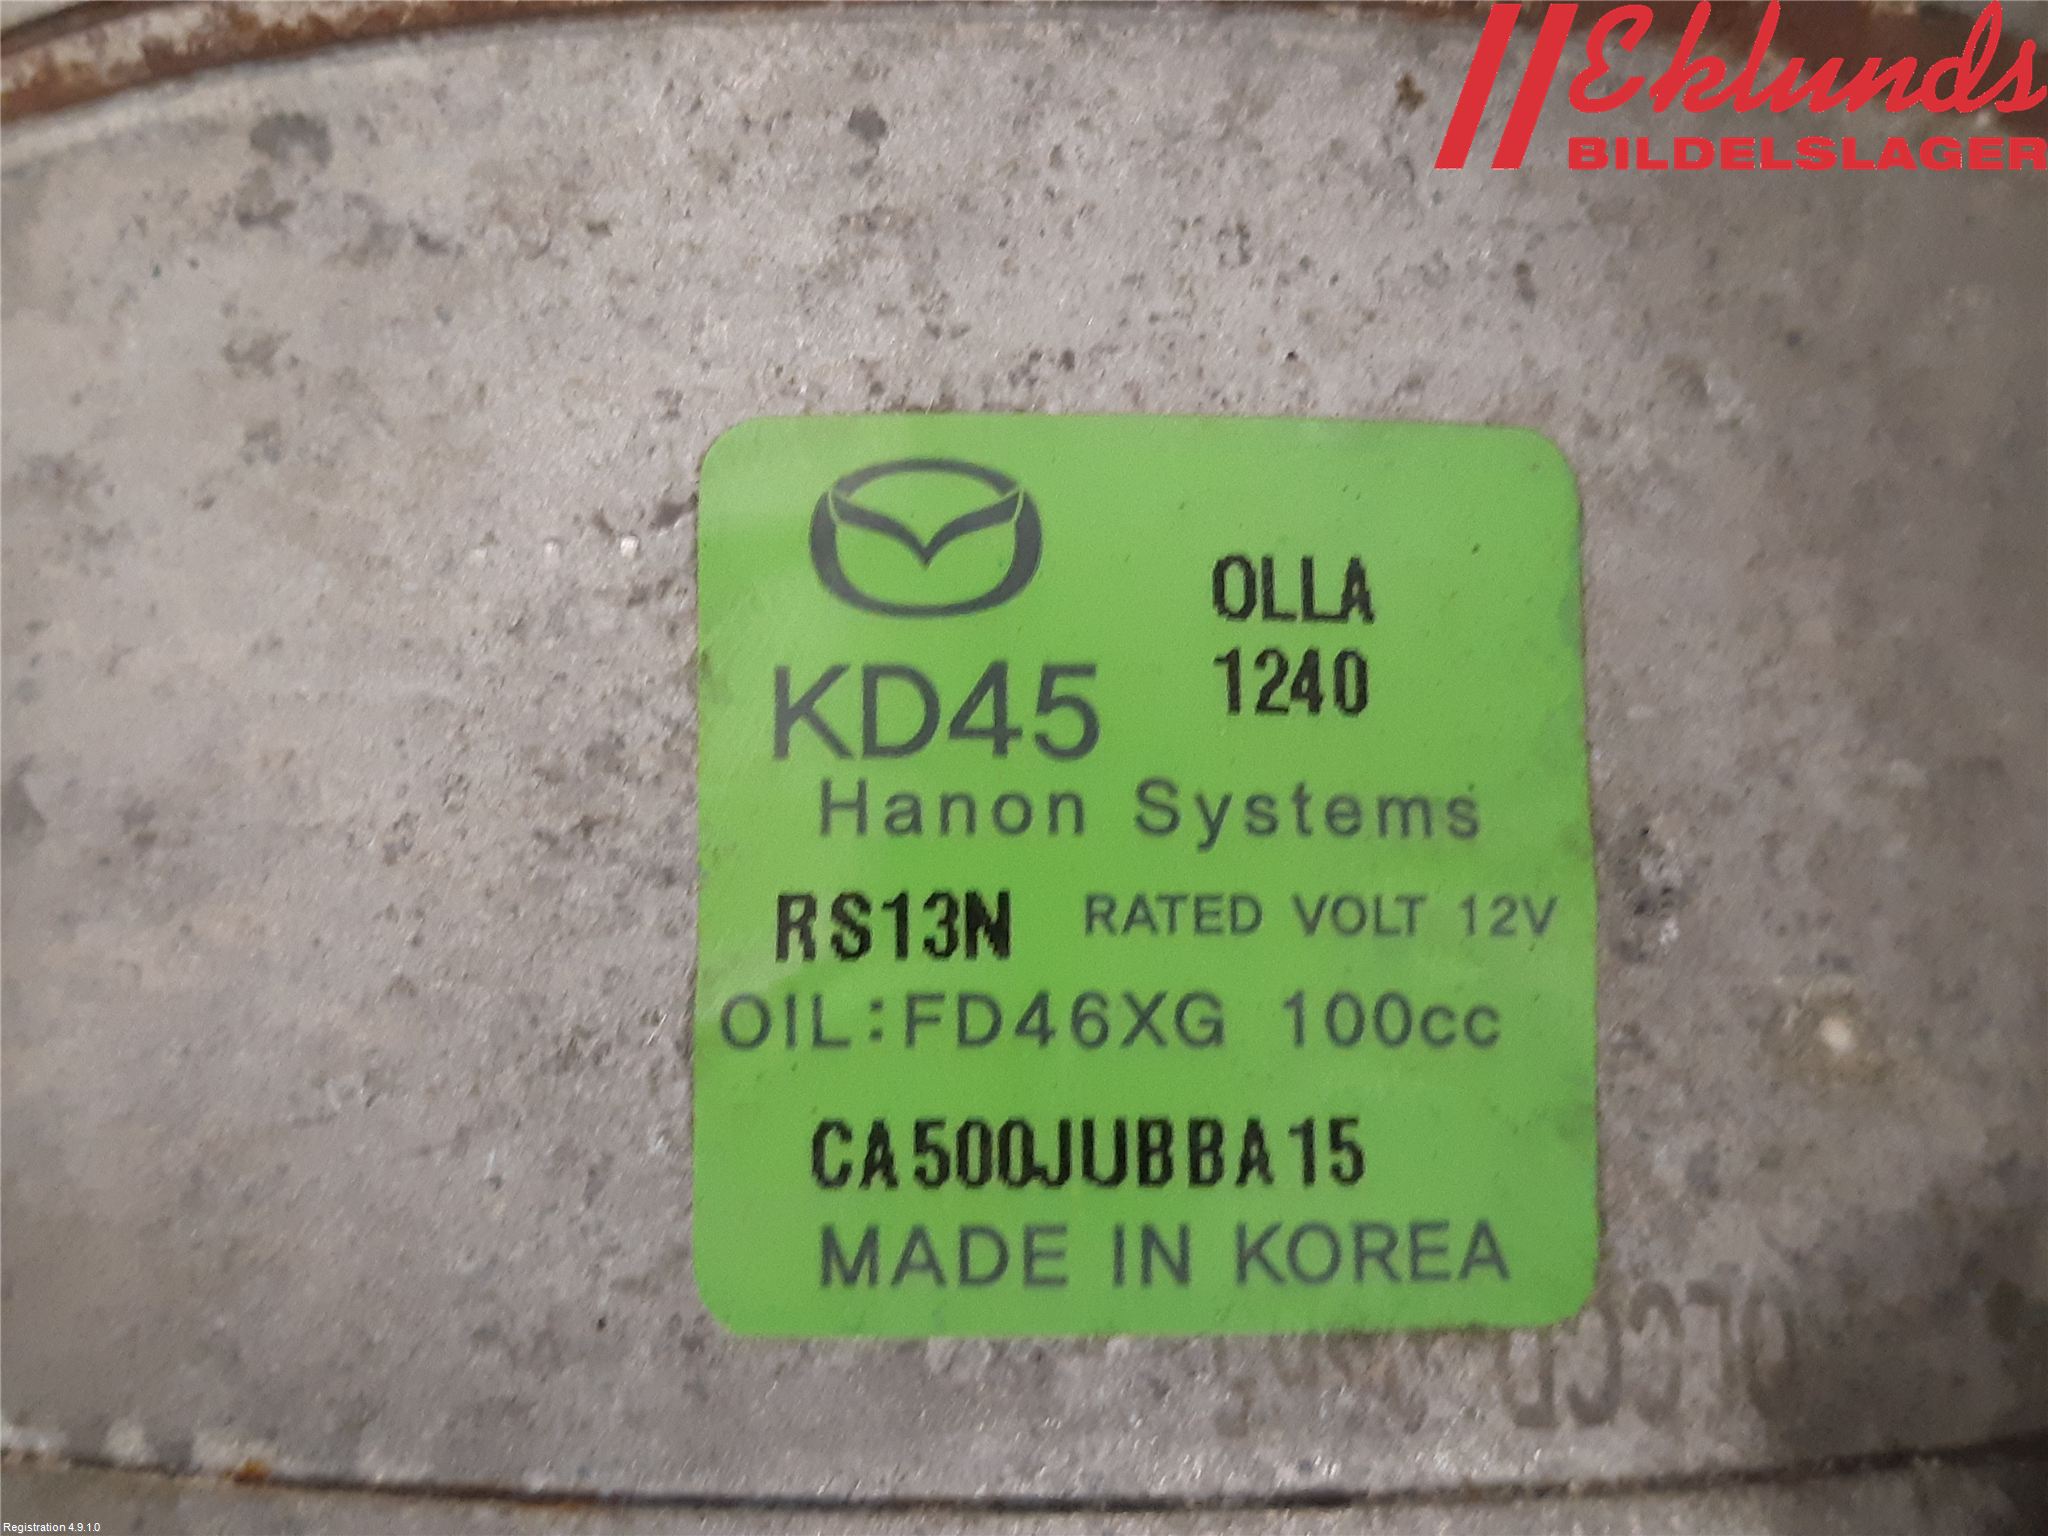 Eklunds
BILDELSLAGER
OLLA
1240
KD45
Hanon Systems
RS13N RATED VOLT 12V
OIL:FD46XG 100cc
CA500JUBBA15
MADE IN KOREA
Registration 4.9.1.0